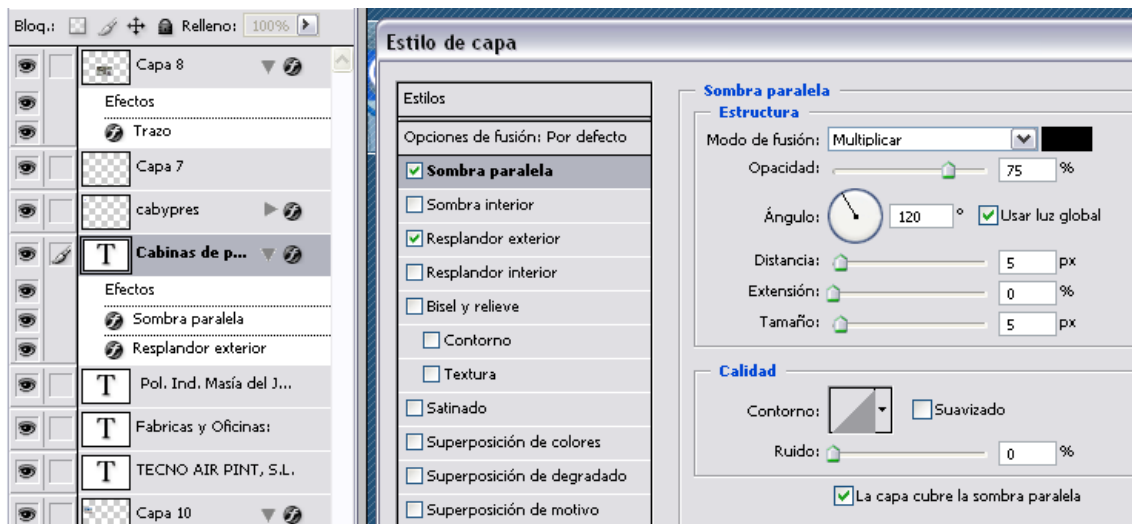 Bloq.: Relleno: 100%
Capa 8
Efectos
Trazo
Capa 7
cabypres
T Cabinas de p...
Efectos
Sombra paralela
Resplandor exterior
T Pol. Ind. Masía del J...
T Fabricas y Oficinas:
T TECNO AIR PINT, S.L.
Capa 10
Estilo de capa
Estilos
Opciones de fusión: Por defecto
Sombra paralela
Sombra interior
Resplandor exterior
Resplandor interior
Bisel y relieve
Contorno
Textura
Satinado
Superposición de colores
Superposición de degradado
Superposición de motivo
Sombra paralela
Estructura
Modo de fusión: Multiplicar
Opacidad: 75 %
Ángulo: 120 ° Usar luz global
Distancia: 5 px
Extensión: 0 %
Tamaño: 5 px
Calidad
Contorno: Suavizado
Ruido: 0 %
La capa cubre la sombra paralela